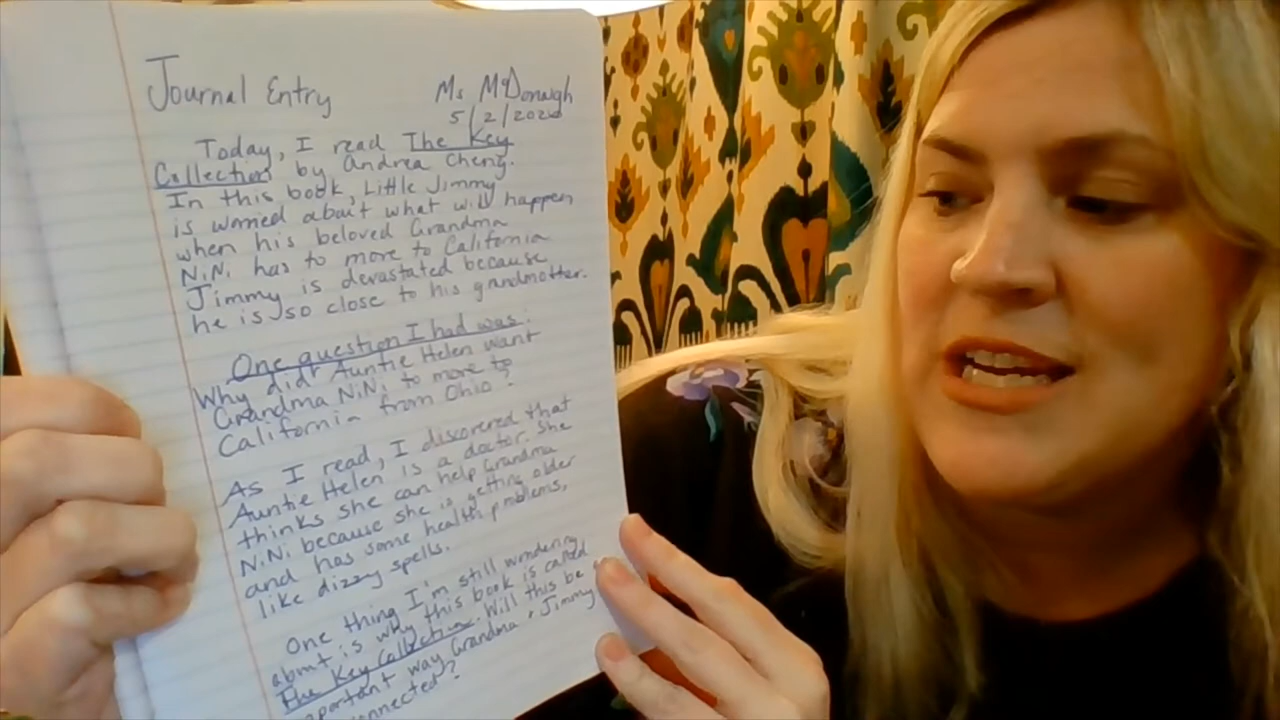 Journal Entry
Ms McDonaugh
5/2/2020
Today, I read The Key
Collection by Andrea Cheng.
In this book, Little Jimmy
is worried about what will happen
when his beloved Grandma
NiNi has to move to California
Jimmy is devastated because
he is so close to his grandmother.
One question I had was:
Why did Auntie Helen want
Grandma NiNi to move to
California from Ohio?
As I read, I discovered that
Auntie Helen is a doctor. She
thinks she can help Grandma
NiNi because she is getting older
and has some health problems,
like dizzy spells.
One thing I'm still wondering
about is why this book is called
The Key Collection. Will this be
portant way Grandma + Jimmy
nnected?